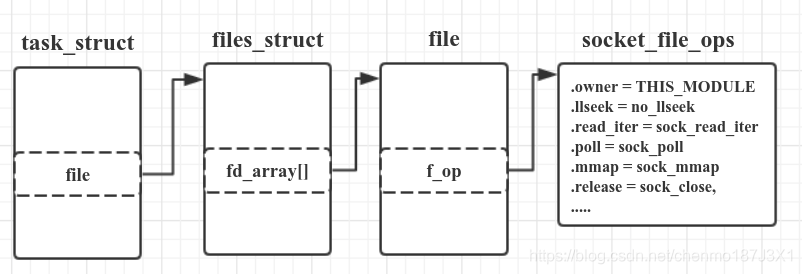 task_struct
files_struct
file
socket_file_ops
file
fd_array[]
f_op
.owner = THIS_MODULE
.llseek = no_llseek
.read_iter = sock_read_iter
.poll = sock_poll
.mmap = sock_mmap
.release = sock_close,
.....
https://blog.csdn.net/chenmo187J3X1